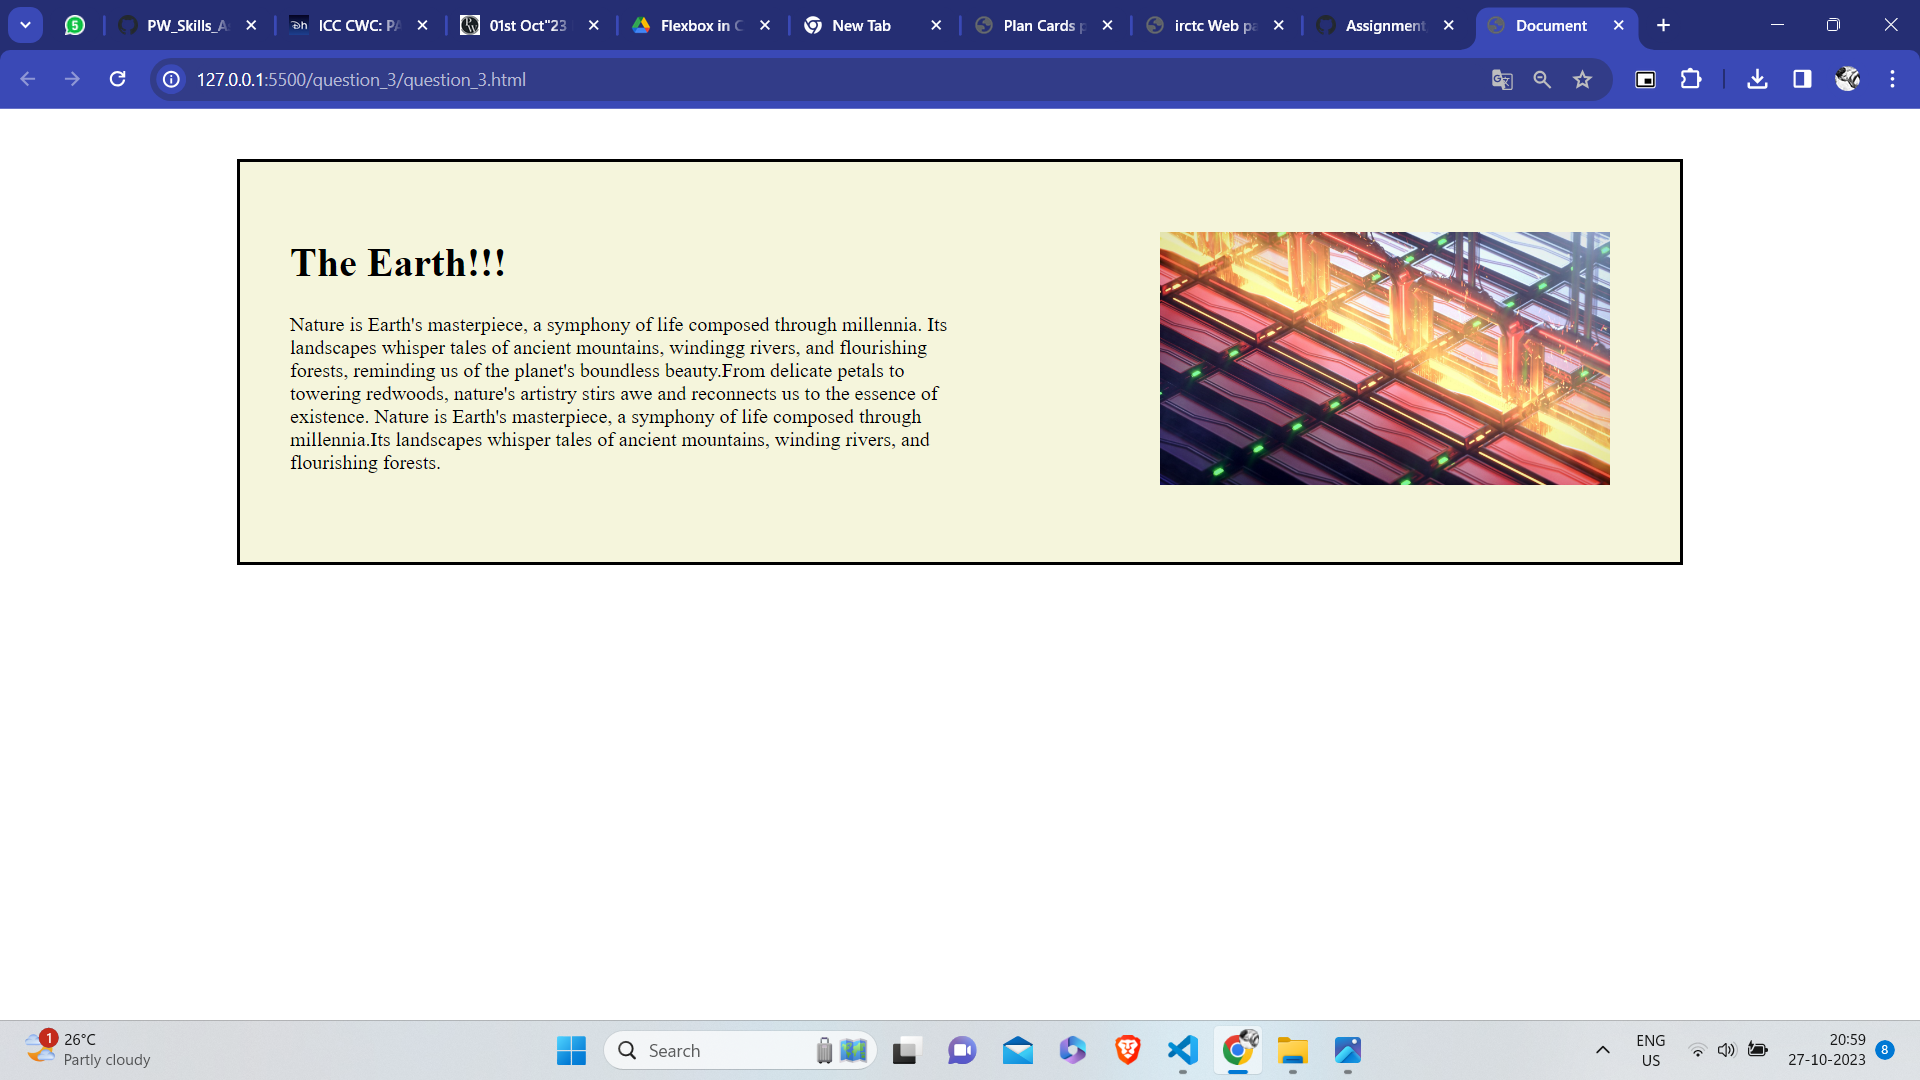 5
PW_Skills_As
ICC CWC: PA
01st Oct"23
Flexbox in C
New Tab
Plan Cards p
irctc Web pa
Assignment
Document
127.0.0.1:5500/question_3/question_3.html
The Earth!!!
Nature is Earth's masterpiece, a symphony of life composed through millennia. Its
landscapes whisper tales of ancient mountains, windingg rivers, and flourishing
forests, reminding us of the planet's boundless beauty.From delicate petals to
towering redwoods, nature's artistry stirs awe and reconnects us to the essence of
existence. Nature is Earth's masterpiece, a symphony of life composed through
millennia.Its landscapes whisper tales of ancient mountains, winding rivers, and
flourishing forests.
1
26°C
Partly cloudy
Search
ENG
US
20:59
27-10-2023
8